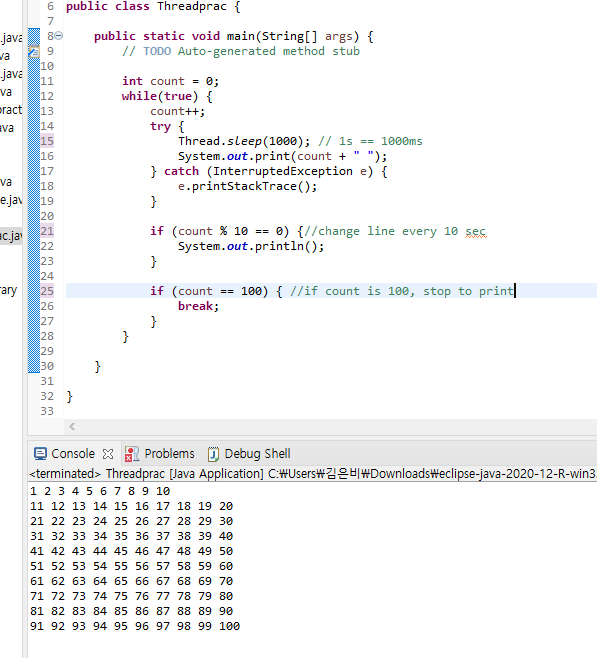 6 public class Threadprac {
7
8 public static void main(String[] args) {
9 // TODO Auto-generated method stub
10
11 int count = 0;
12 while(true) {
13 count++;
14 try {
15 Thread.sleep(1000); // 1s == 1000ms
16 System.out.print(count + " ");
17 } catch (InterruptedException e) {
18 e.printStackTrace();
19 }
20
21 if (count % 10 == 0) {//change line every 10 sec
22 System.out.println();
23 }
24
25 if (count == 100) { //if count is 100, stop to print
26 break;
27 }
28 }
29
30 }
31
32 }
33
.java
va
.java
va
pract
ava
va
e.jav
ac.jav
rary
Console Problems Debug Shell
<terminated> Threadprac [Java Application] C:₩Users₩김은비₩Downloads₩eclipse-java-2020-12-R-win3
1 2 3 4 5 6 7 8 9 10
11 12 13 14 15 16 17 18 19 20
21 22 23 24 25 26 27 28 29 30
31 32 33 34 35 36 37 38 39 40
41 42 43 44 45 46 47 48 49 50
51 52 53 54 55 56 57 58 59 60
61 62 63 64 65 66 67 68 69 70
71 72 73 74 75 76 77 78 79 80
81 82 83 84 85 86 87 88 89 90
91 92 93 94 95 96 97 98 99 100